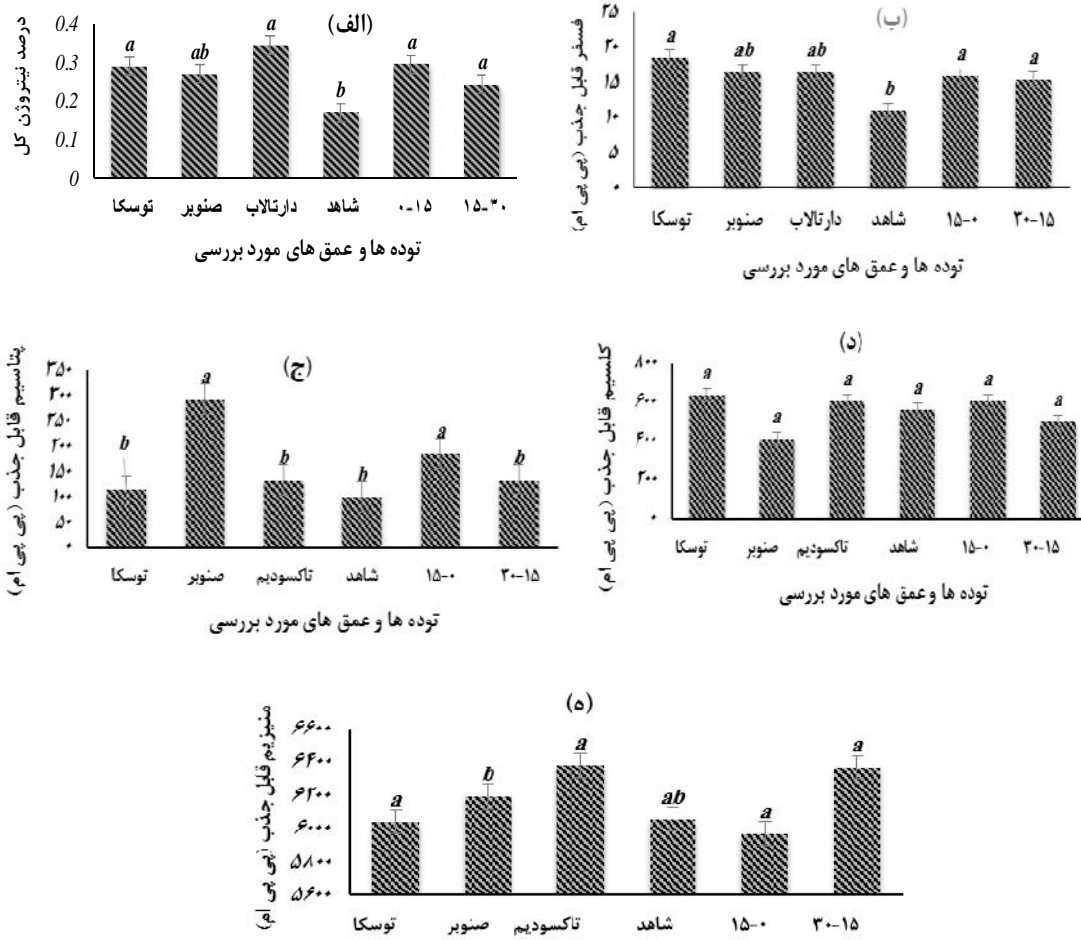 (الف)
درصد نیتروژن کل
0.4
0.3
0.2
0.1
0
a
ab
a
b
a
a
توسکا صنوبر دارتالاب شاهد ۰-۱۵ ۱۵-۳۰
توده ها و عمق های مورد بررسی
(ب)
فسفر قابل جذب (پی پی ام)
۲۵
۲۰
۱۵
۱۰
۵
۰
a
ab
ab
b
a
a
توسکا صنوبر دارتالاب شاهد ۱۵-۰ ۳۰-۱۵
توده ها و عمق های مورد بررسی
(ج)
پتاسیم قابل جذب (پی پی ام)
۳۵۰
۳۰۰
۲۵۰
۲۰۰
۱۵۰
۱۰۰
۵۰
۰
b
a
b
b
a
b
توسکا صنوبر تاکسودیم شاهد ۱۵-۰ ۳۰-۱۵
توده ها و عمق های مورد بررسی
(د)
کلسیم قابل جذب (پی پی ام)
۸۰۰
۶۰۰
۴۰۰
۲۰۰
۰
a
a
a
a
a
a
توسکا صنوبر تاکسودیم شاهد ۱۵-۰ ۳۰-۱۵
توده ها و عمق های مورد بررسی
(ه)
منیزیم قابل جذب (پی پی ام)
۶۶۰۰
۶۴۰۰
۶۲۰۰
۶۰۰۰
۵۸۰۰
۵۶۰۰
a
b
a
ab
a
a
توسکا صنوبر تاکسودیم شاهد ۱۵-۰ ۳۰-۱۵